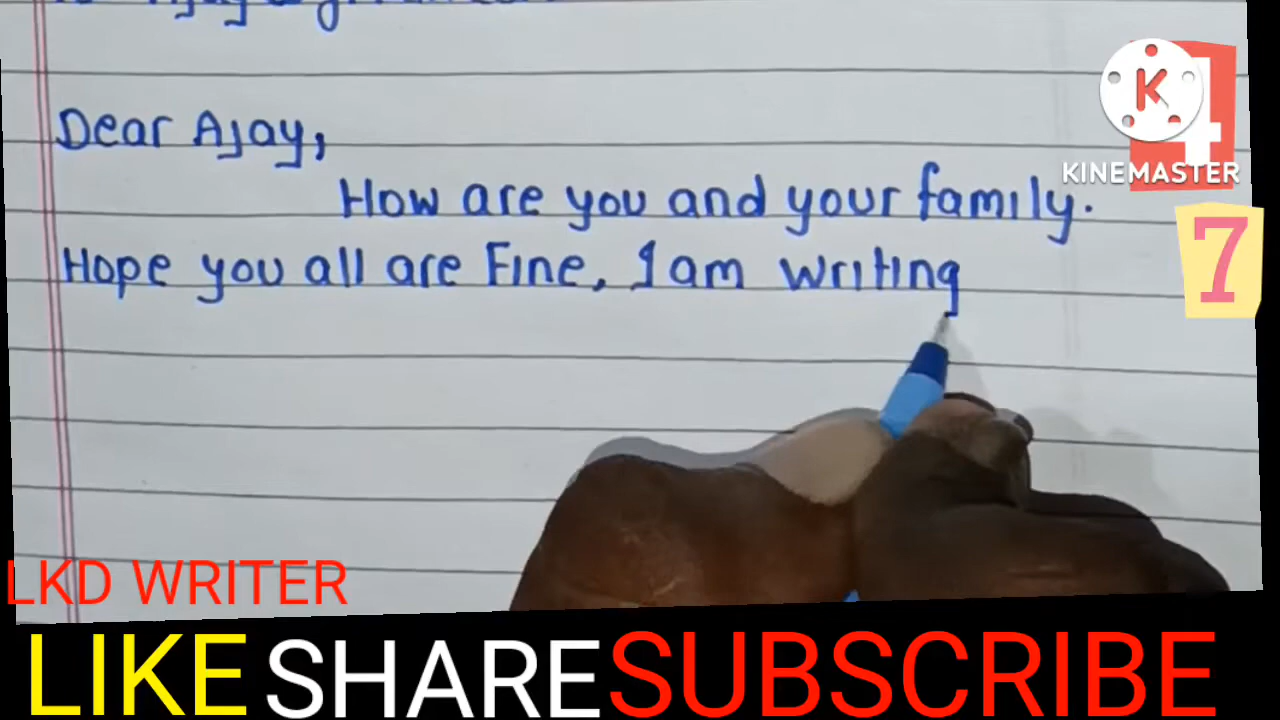 Dear Ajay,
How are you and your family.
Hope you all are Fine, I am writing
4
KINEMASTER
7
LKD WRITER
LIKE SHARE SUBSCRIBE